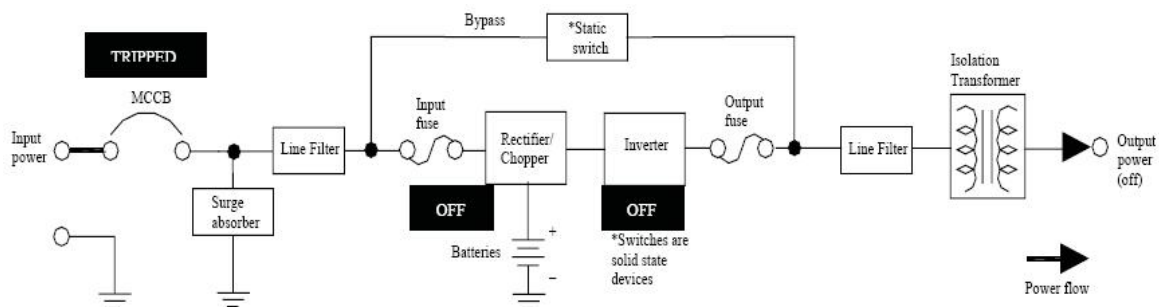 Bypass
*Static
switch
TRIPPED
Isolation
Transformer
MCCB
Input
fuse
Output
fuse
Input
power
Line Filter
Rectifier/
Chopper
Inverter
Line Filter
Output
power
(off)
Surge
absorber
OFF
OFF
Batteries
+
−
*Switches are
solid state
devices
Power flow